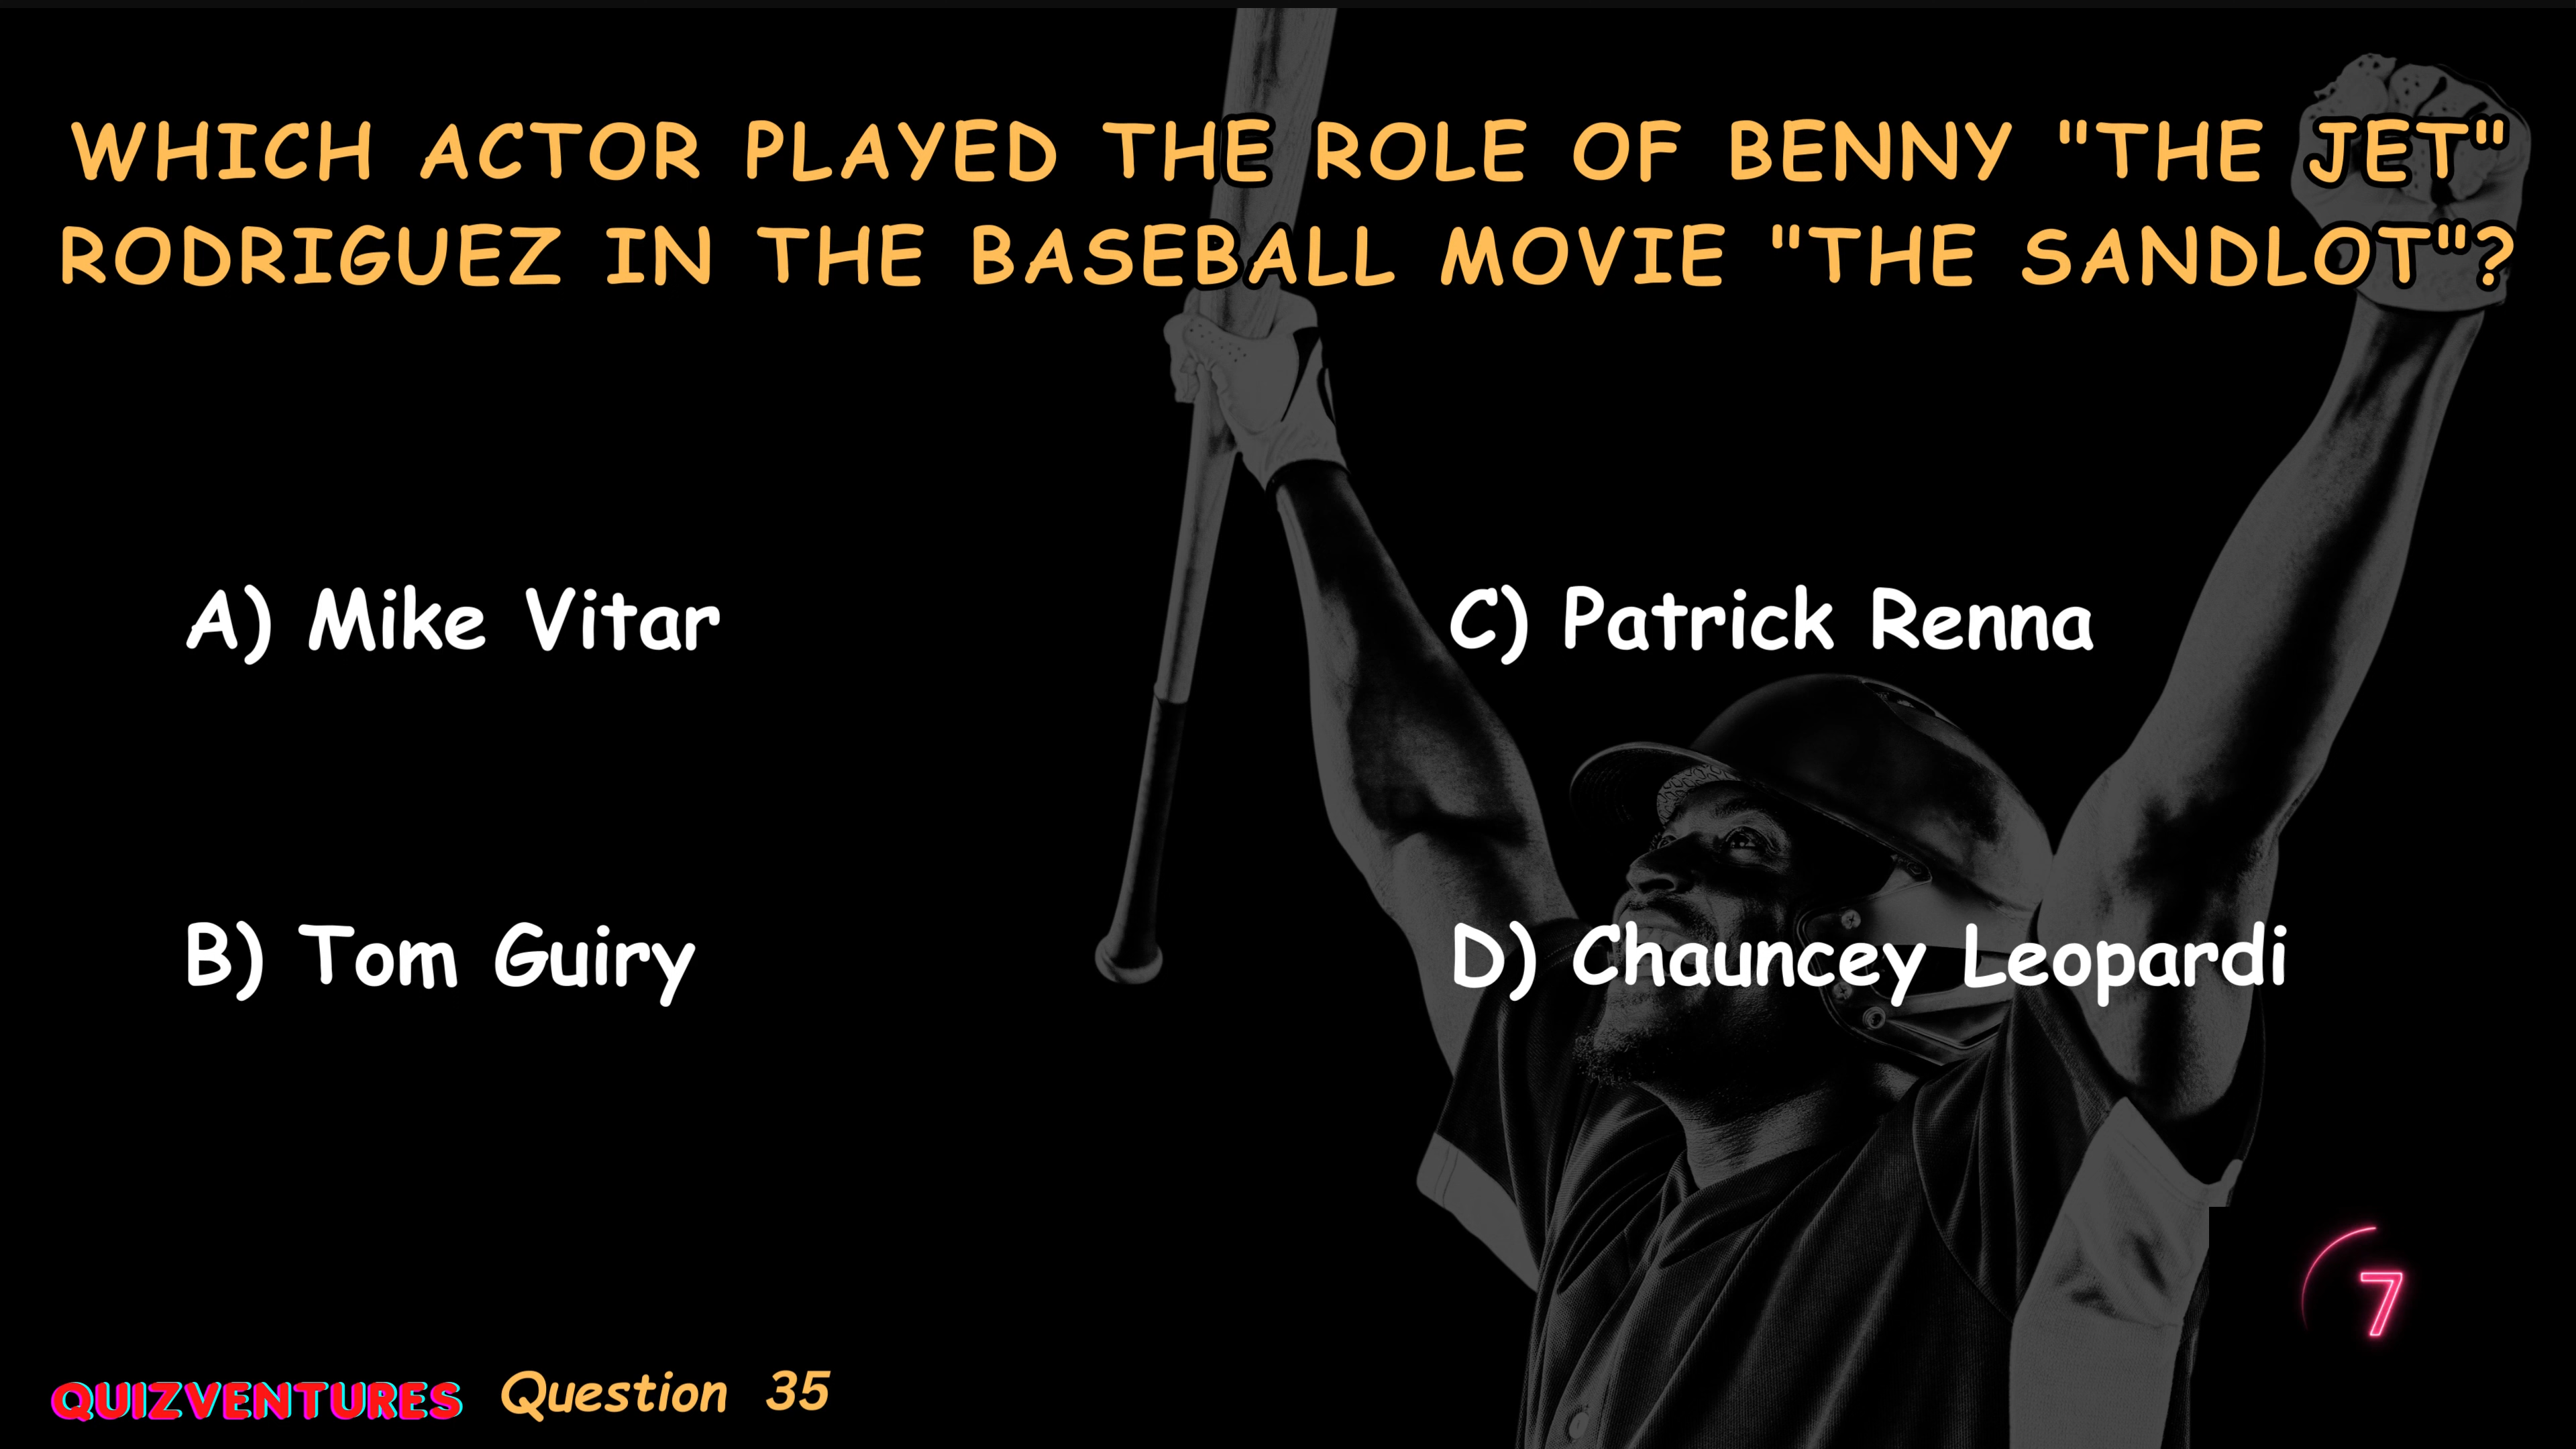 WHICH ACTOR PLAYED THE ROLE OF BENNY "THE JET"
RODRIGUEZ IN THE BASEBALL MOVIE "THE SANDLOT"?
A) Mike Vitar
C) Patrick Renna
B) Tom Guiry
D) Chauncey Leopardi
7
QUIZVENTURES Question 35